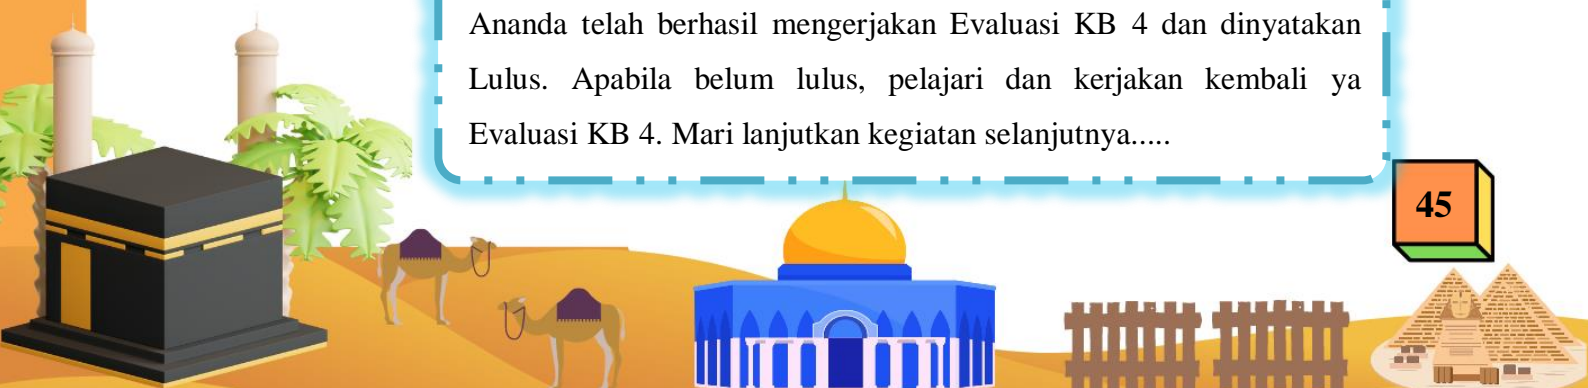 Ananda telah berhasil mengerjakan Evaluasi KB 4 dan dinyatakan
Lulus. Apabila belum lulus, pelajari dan kerjakan kembali ya
Evaluasi KB 4. Mari lanjutkan kegiatan selanjutnya.....
45